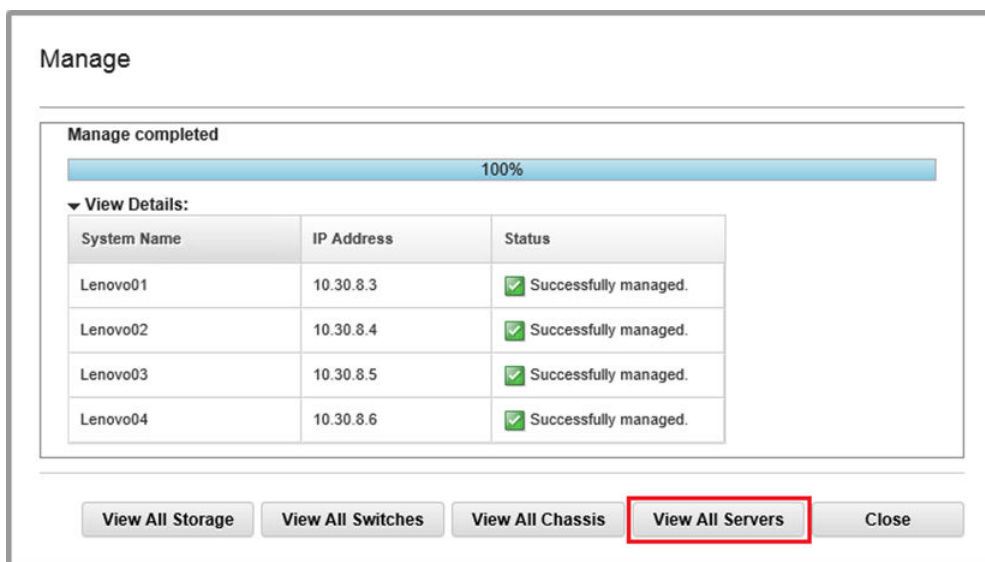 Manage
Manage completed
100%
View Details:
System Name IP Address Status
Lenovo01 10.30.8.3 Successfully managed.
Lenovo02 10.30.8.4 Successfully managed.
Lenovo03 10.30.8.5 Successfully managed.
Lenovo04 10.30.8.6 Successfully managed.
View All Storage View All Switches View All Chassis View All Servers Close